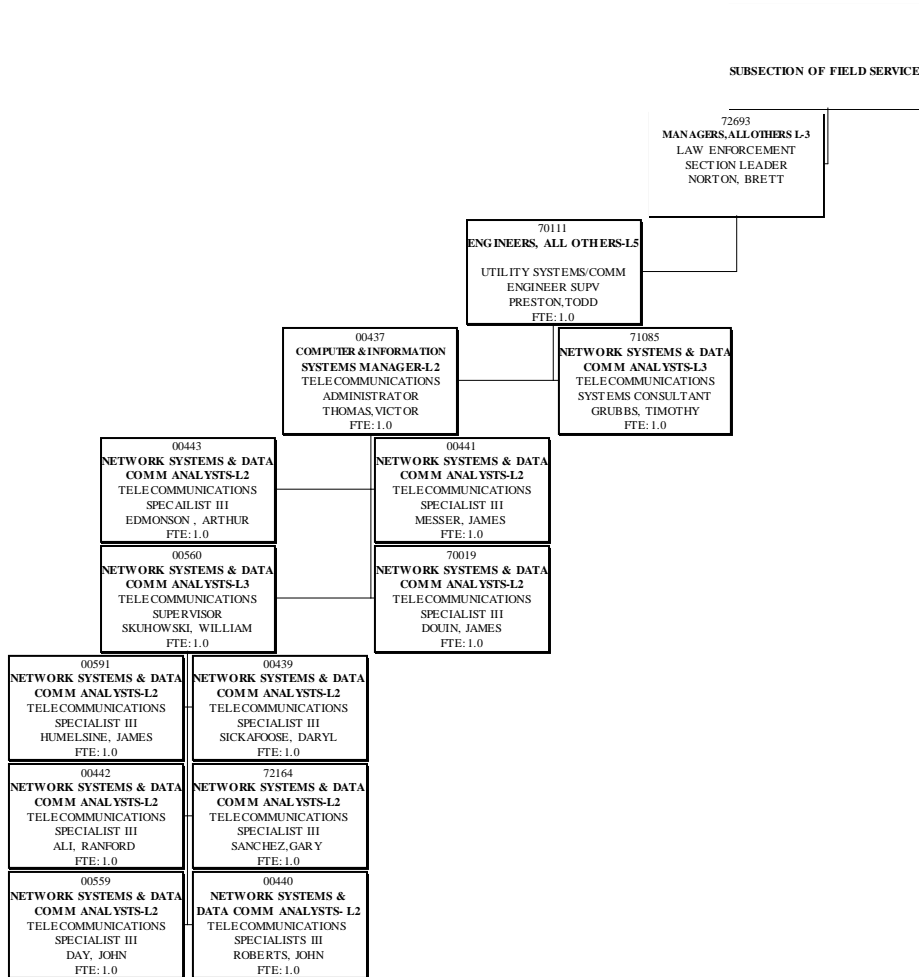 SUBSECTION OF FIELD SERVICE
72693
MANAGERS, ALL OTHERS L-3
LAW ENFORCEMENT
SECTION LEADER
NORTON, BRETT
70111
ENGINEERS, ALL OTHERS-L5
UTILITY SYSTEMS/COMM
ENGINEER SUPV
PRESTON,TODD
FTE: 1.0
00437
COMPUTER & INFORMATION
SYSTEMS MANAGER-L2
TELECOMMUNICATIONS
ADMINISTRATOR
THOMAS, VICTOR
FTE: 1.0
71085
NETWORK SYSTEMS & DATA
COMM ANALYSTS-L3
TELECOMMUNICATIONS
SYSTEMS CONSULTANT
GRUBBS, TIMOTHY
FTE: 1.0
00443
NETWORK SYSTEMS & DATA
COMM ANALYSTS-L2
TELECOMMUNICATIONS
SPECAILIST III
EDMONSON , ARTHUR
FTE: 1.0
00441
NETWORK SYSTEMS & DATA
COMM ANALYSTS-L2
TELECOMMUNICATIONS
SPECIALIST III
MESSER, JAMES
FTE: 1.0
00560
NETWORK SYSTEMS & DATA
COMM ANALYSTS-L3
TELECOMMUNICATIONS
SUPERVISOR
SKUHOWSKI, WILLIAM
FTE: 1.0
70019
NETWORK SYSTEMS & DATA
COMM ANALYSTS-L2
TELECOMMUNICATIONS
SPECIALIST III
DOUIN, JAMES
FTE: 1.0
00591
NETWORK SYSTEMS & DATA
COMM ANALYSTS-L2
TELECOMMUNICATIONS
SPECIALIST III
HUMELSINE, JAMES
FTE: 1.0
00439
NETWORK SYSTEMS & DATA
COMM ANALYSTS-L2
TELECOMMUNICATIONS
SPECIALIST III
SICKAFOOSE, DARYL
FTE: 1.0
00442
NETWORK SYSTEMS & DATA
COMM ANALYSTS-L2
TELECOMMUNICATIONS
SPECIALIST III
ALI, RANFORD
FTE: 1.0
72164
NETWORK SYSTEMS & DATA
COMM ANALYSTS-L2
TELECOMMUNICATIONS
SPECIALIST III
SANCHEZ,GARY
FTE: 1.0
00559
NETWORK SYSTEMS & DATA
COMM ANALYSTS-L2
TELECOMMUNICATIONS
SPECIALIST III
DAY, JOHN
FTE: 1.0
00440
NETWORK SYSTEMS &
DATA COMM ANALYSTS- L2
TELECOMMUNICATIONS
SPECIALISTS III
ROBERTS, JOHN
FTE: 1.0